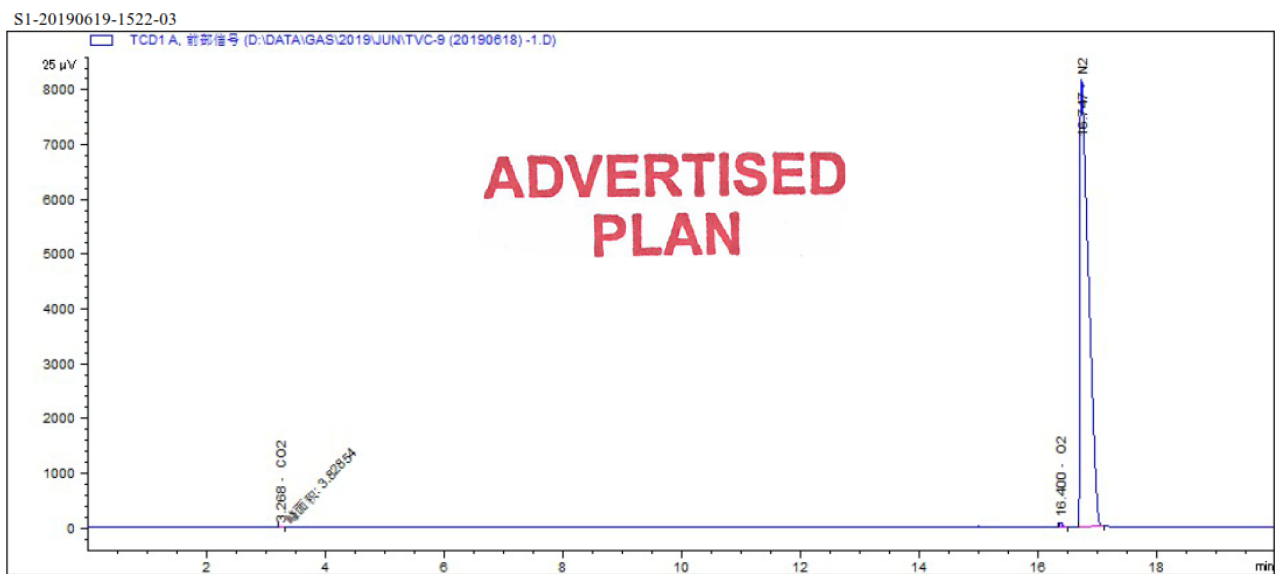 S1-20190619-1522-03
TCD1 A, 前部信号 (D:\DATA\GAS\2019\JUN\TVC-9 (20190618) -1.D)
25 µV
8000
7000
6000
5000
4000
3000
2000
1000
0
ADVERTISED
PLAN
3.268 - CO2
峰面积: 3.82854
16.400 - O2
16.747 - N2
2 4 6 8 10 12 14 16 18 min